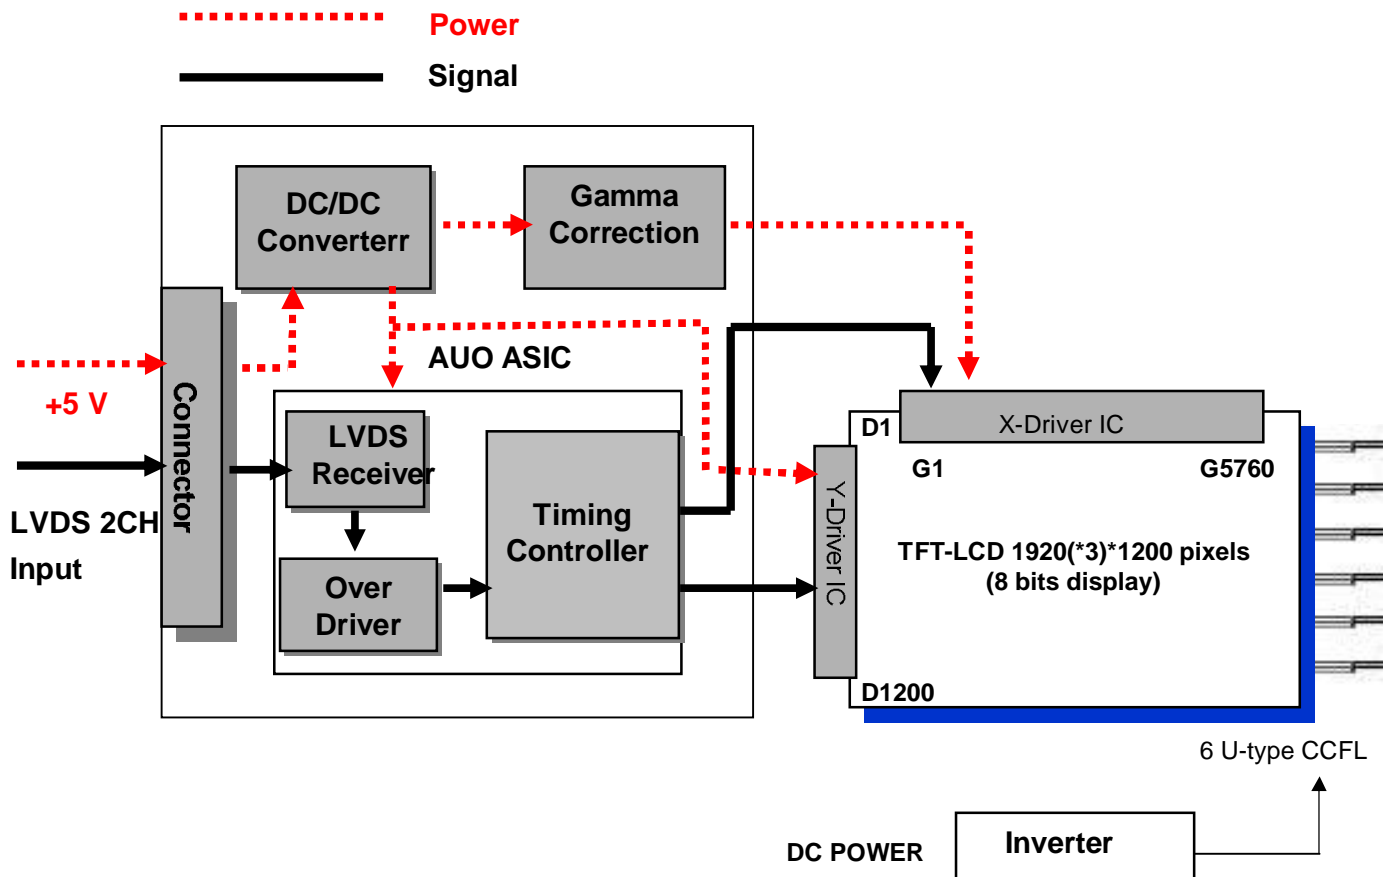 Power
Signal
DC/DC
Converterr
Gamma
Correction
AUO ASIC
+5 V
Connector
LVDS 2CH
Input
LVDS
Receiver
Over
Driver
Timing
Controller
D1
X-Driver IC
G1
G5760
Y-Driver IC
TFT-LCD 1920(*3)*1200 pixels
(8 bits display)
D1200
6 U-type CCFL
DC POWER
Inverter